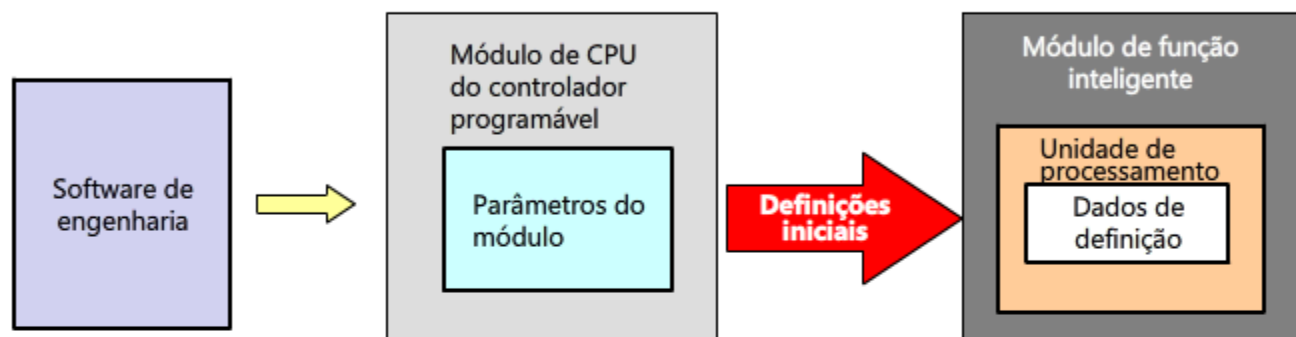 Software de
engenharia
Módulo de CPU
do controlador
programável
Parâmetros do
módulo
Definições
iniciais
Módulo de função
inteligente
Unidade de
processamento
Dados de
definição